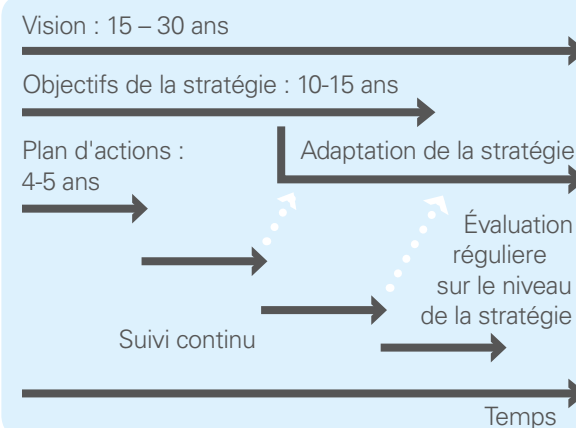 Vision : 15 – 30 ans
Objectifs de la stratégie : 10-15 ans
Plan d'actions :
4-5 ans
Adaptation de la stratégie
Évaluation
réguliere
sur le niveau
de la stratégie
Suivi continu
Temps